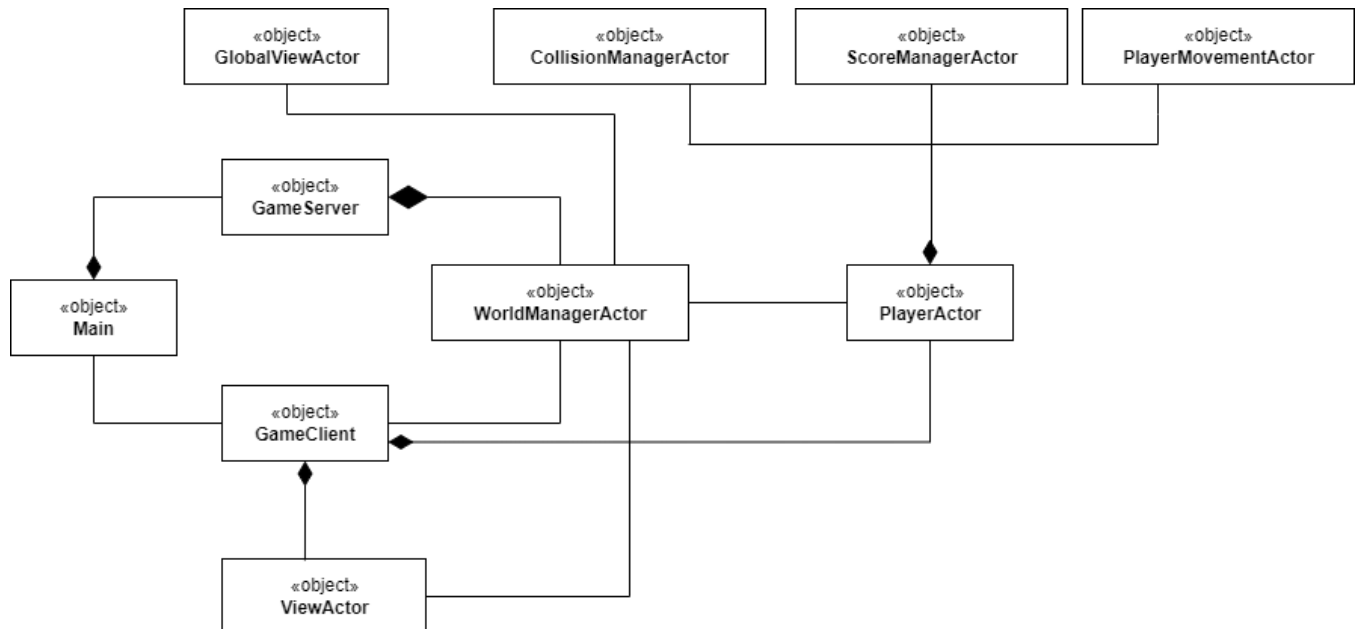 «object»
GlobalViewActor
«object»
CollisionManagerActor
«object»
ScoreManagerActor
«object»
PlayerMovementActor
«object»
GameServer
«object»
Main
«object»
WorldManagerActor
«object»
PlayerActor
«object»
GameClient
«object»
ViewActor